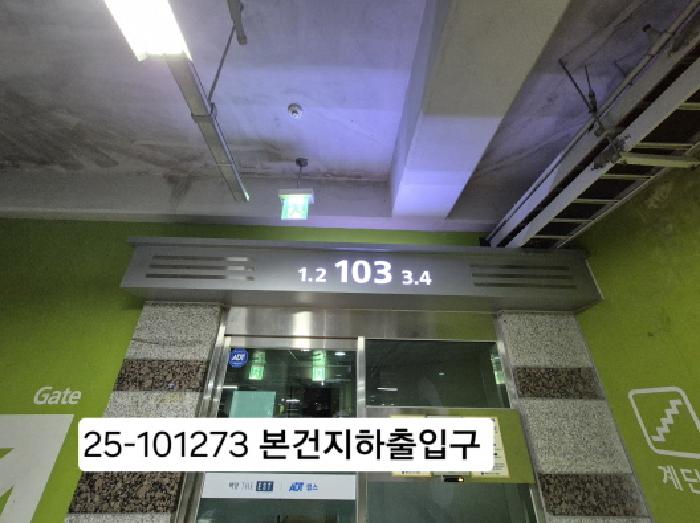 1.2 103 3.4
ADT
Gate
25-101273 본건지하출입구
계단
ADT 캡스